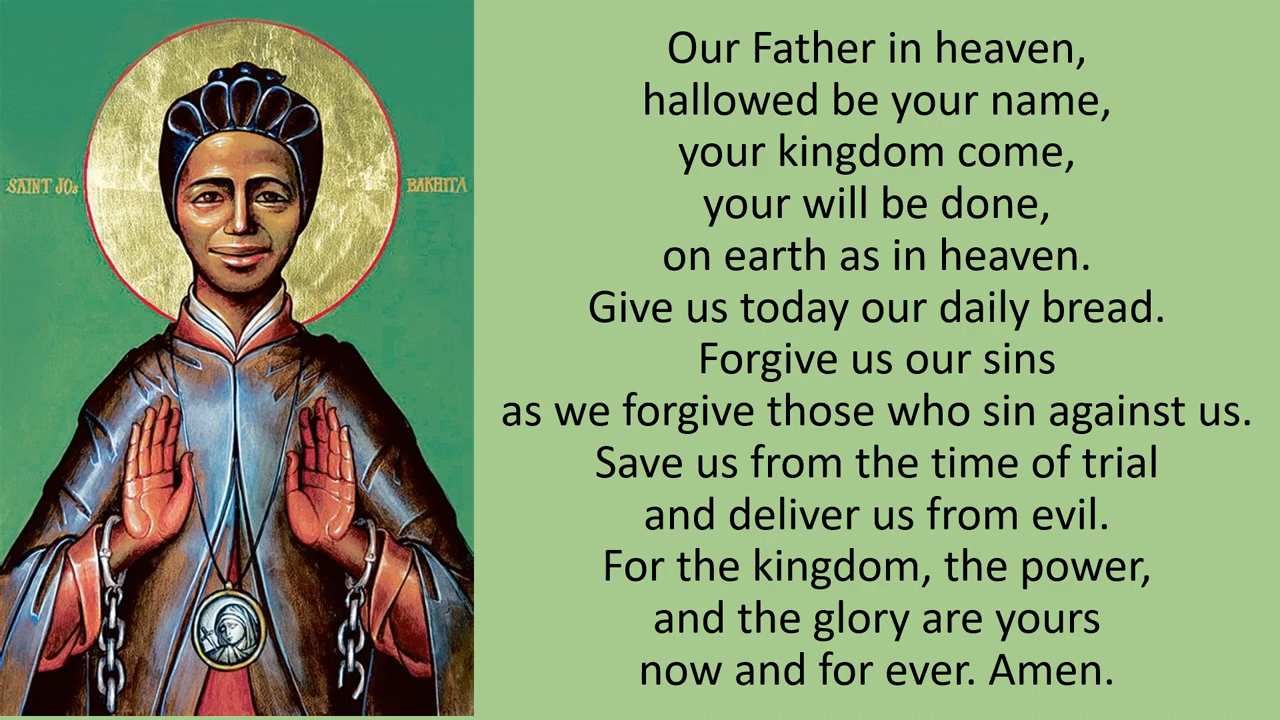 SAINT JOs
BAKHITA
Our Father in heaven,
hallowed be your name,
your kingdom come,
your will be done,
on earth as in heaven.
Give us today our daily bread.
Forgive us our sins
as we forgive those who sin against us.
Save us from the time of trial
and deliver us from evil.
For the kingdom, the power,
and the glory are yours
now and for ever. Amen.